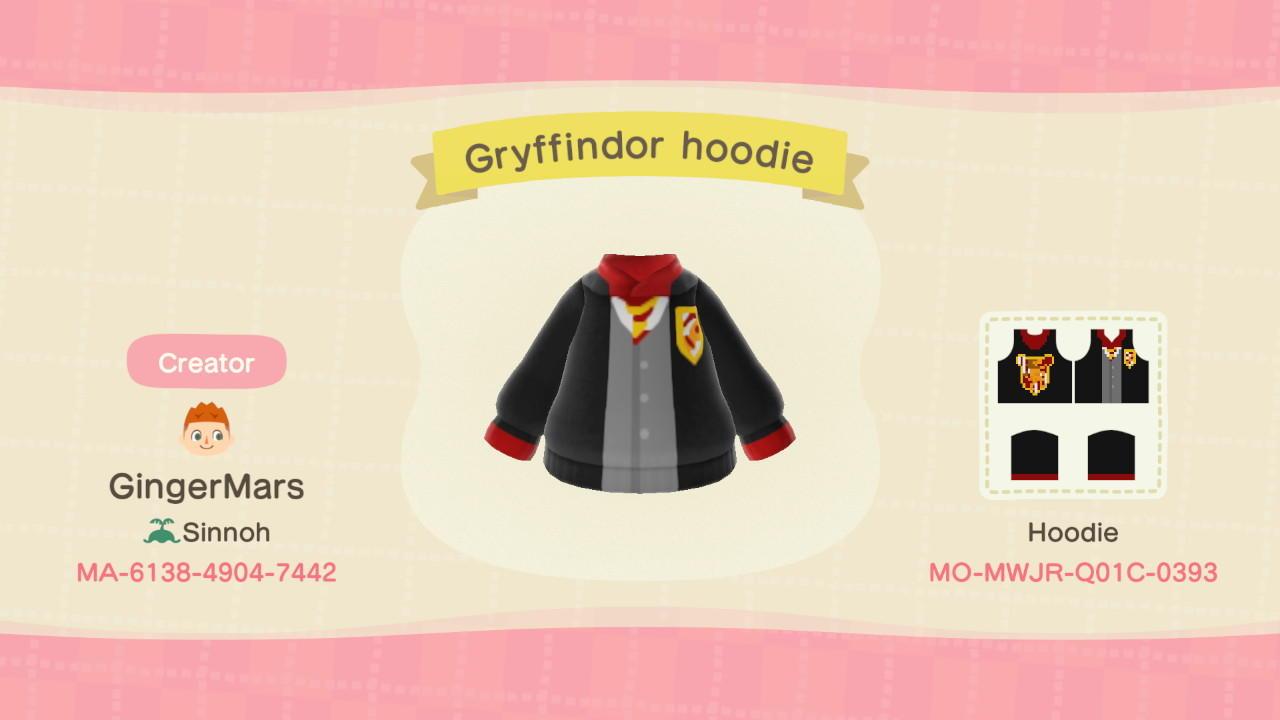 Gryffindor hoodie
Creator
GingerMars
Sinnoh
MA-6138-4904-7442
Hoodie
MO-MWJR-Q01C-0393